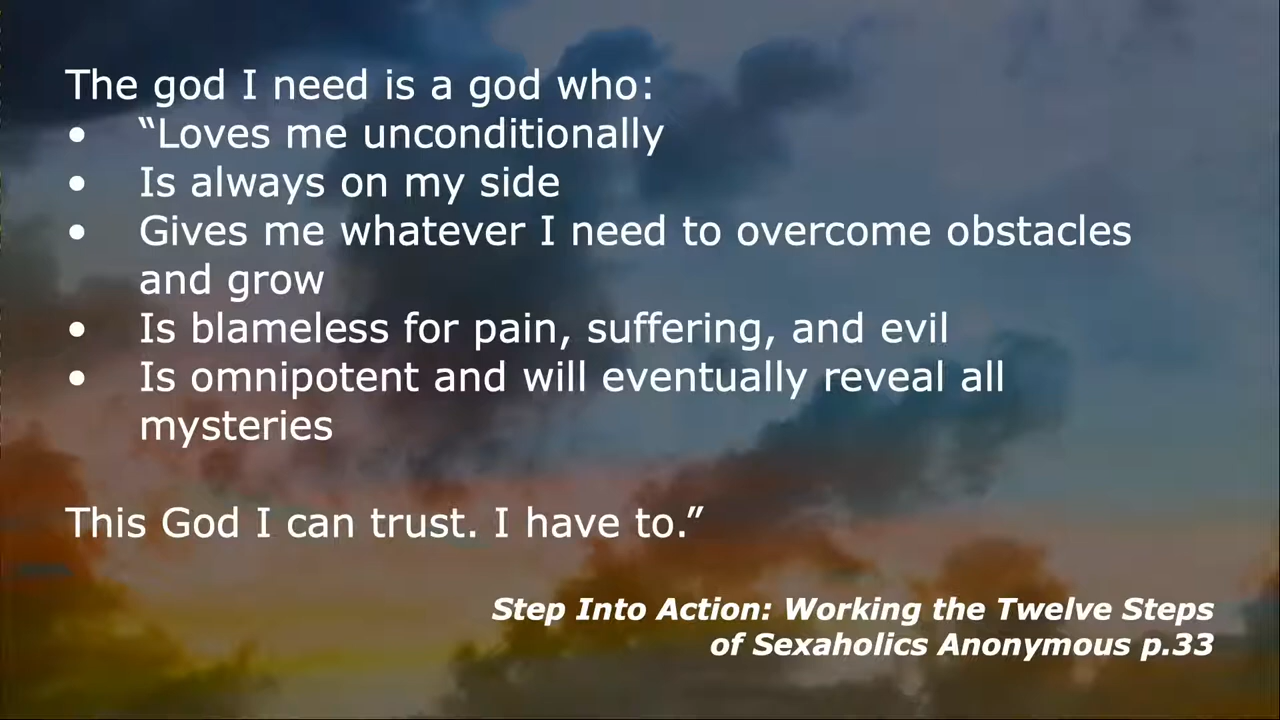 The god I need is a god who:
• “Loves me unconditionally
• Is always on my side
• Gives me whatever I need to overcome obstacles
and grow
• Is blameless for pain, suffering, and evil
• Is omnipotent and will eventually reveal all
mysteries
This God I can trust. I have to.”
Step Into Action: Working the Twelve Steps
of Sexaholics Anonymous p.33